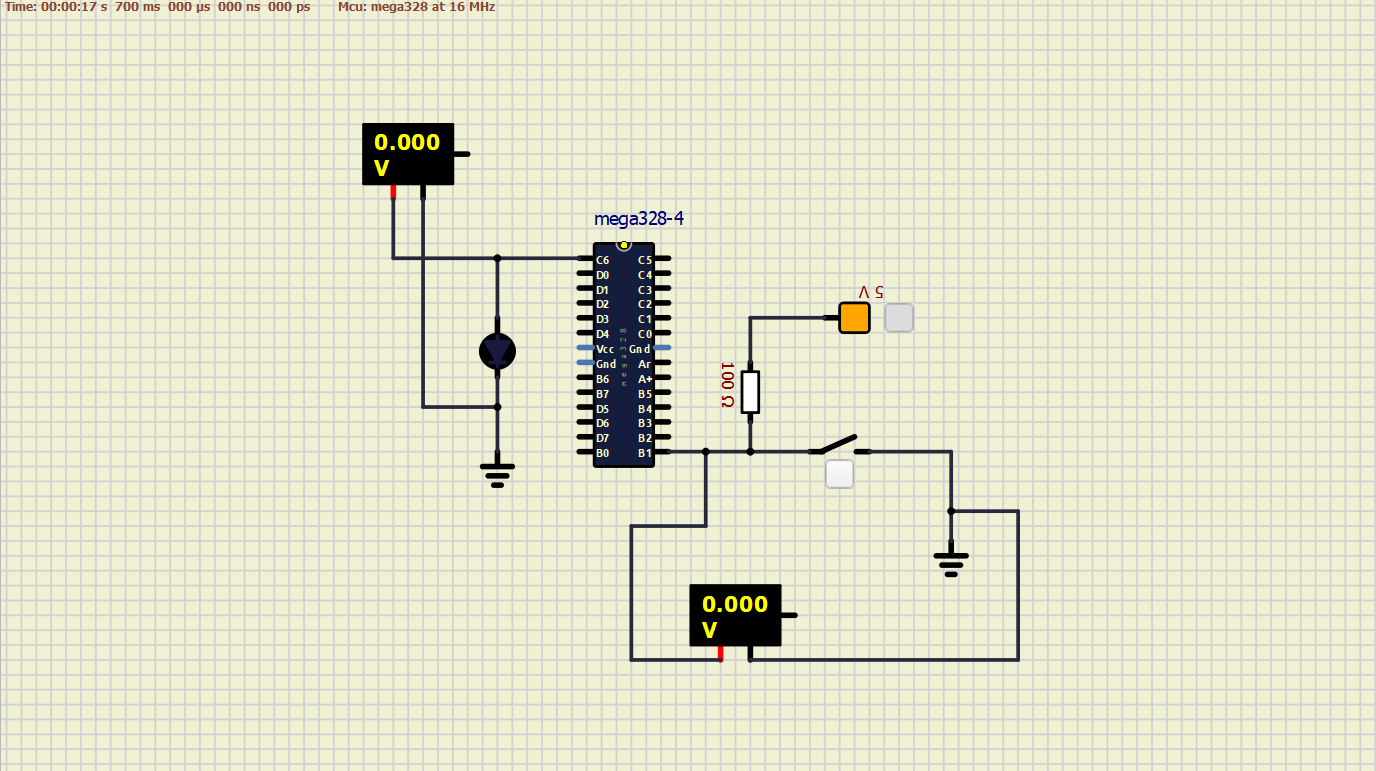 Time: 00:00:17 s 700 ms 000 µs 000 ns 000 ps Mcu: mega328 at 16 MHz
0.000
V
mega328-4
C6 C5
D0 C4
D1 C3
D2 C2
D3 C1
D4 C0
Vcc Gnd
Gnd Ar
B6 A+
B7 B5
D5 B4
D6 B3
D7 B2
B0 B1
mega328
5 V
100 Ω
0.000
V